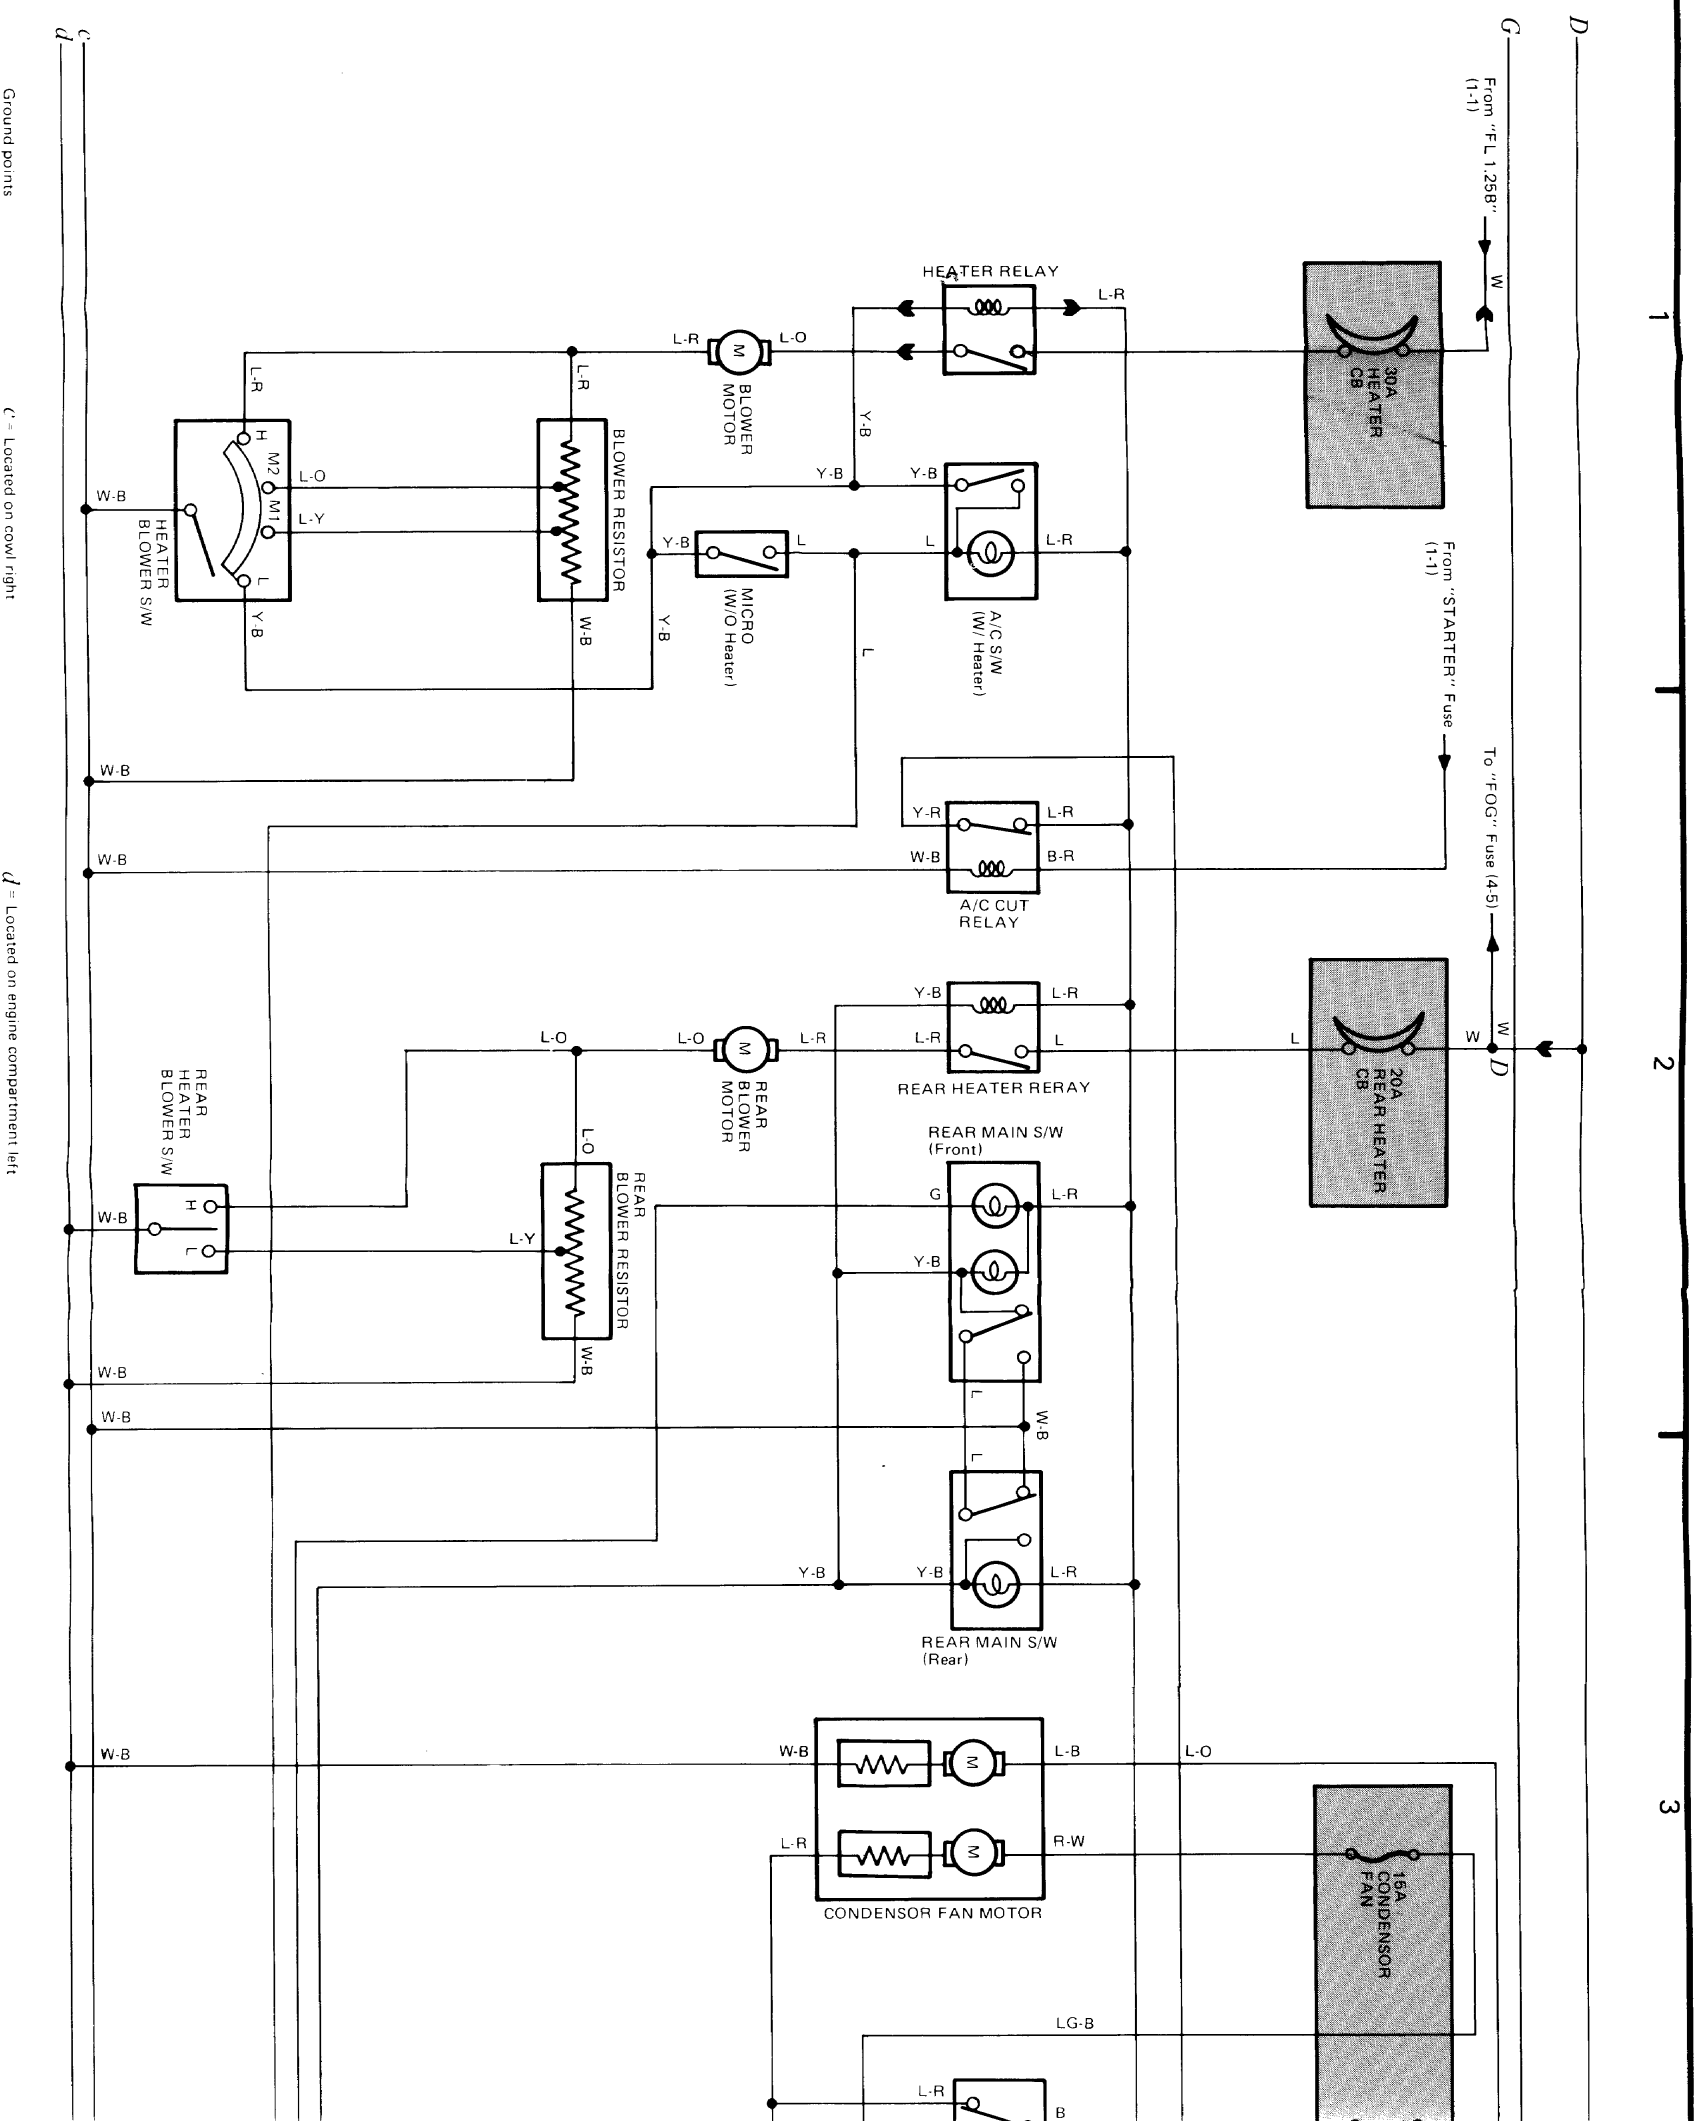 D
G
c
d
1
From "FL 1.25B"
(1-1)
W
Ground points
HEATER RELAY
L-R
30A
HEATER
CB
L-R
L-O
M
BLOWER
MOTOR
L-R
L-R
Y-B
BLOWER RESISTOR
H
M2
M1
L
L-O
L-Y
W-B
HEATER
BLOWER S/W
Y-B
W-B
Y-B
Y-B
Y-B
L
L
L-R
MICRO
(W/O Heater)
A/C S/W
(W/ Heater)
Y-B
L
c = Located on cowl right
From "STARTER" Fuse
(1-1)
To "FOG" Fuse (4-5)
W-B
Y-R
L-R
W-B
W-B
B-R
A/C CUT
RELAY
d = Located on engine compartment left
2
Y-B
L-R
L-O
L-O
M
L-R
L-R
L
L
W
W
D
REAR HEATER RERAY
20A
REAR HEATER
CB
REAR
BLOWER
MOTOR
REAR
HEATER
BLOWER S/W
L-O
REAR MAIN S/W
(Front)
REAR
BLOWER RESISTOR
G
L-R
H
L
W-B
L-Y
Y-B
W-B
W-B
L
W-B
W-B
L
Y-B
Y-B
L-R
REAR MAIN S/W
(Rear)
3
W-B
W-B
M
L-B
L-O
L-R
M
R-W
15A
CONDENSOR
FAN
CONDENSOR FAN MOTOR
LG-B
L-R
B